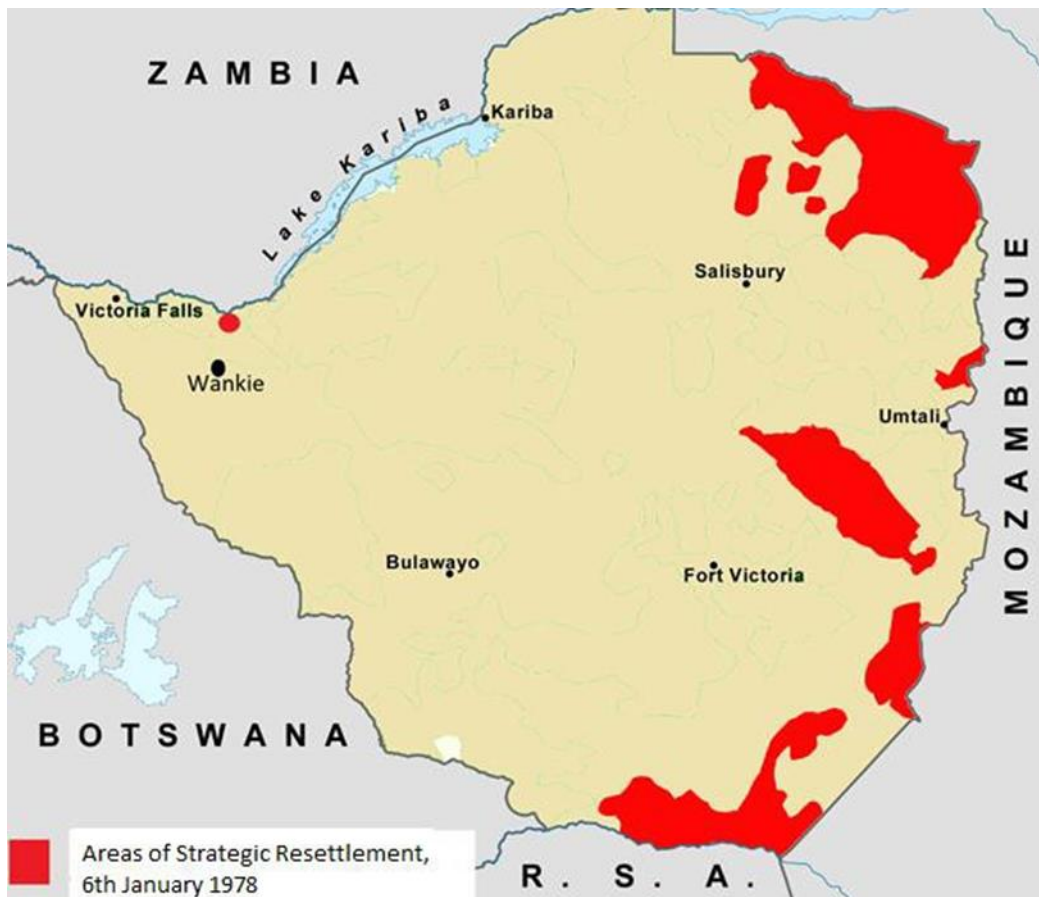 ZAMBIA
Lake Kariba
Kariba
Salisbury
Victoria Falls
Wankie
MOZAMBIQUE
Umtali
Bulawayo
Fort Victoria
BOTSWANA
Areas of Strategic Resettlement,
6th January 1978
R. S. A.